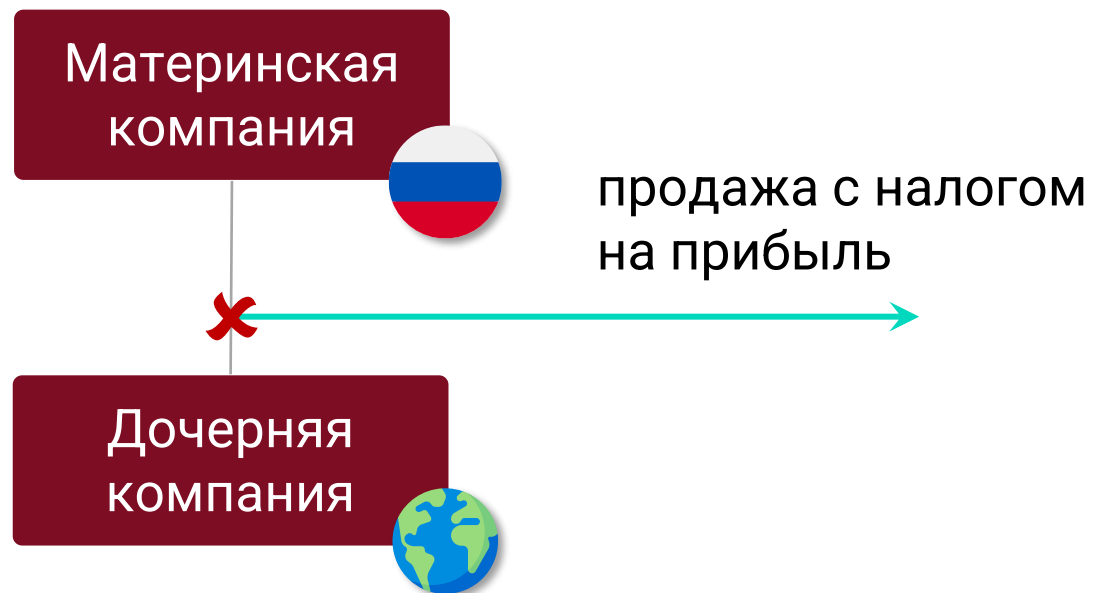 Материнская
компания
продажа с налогом
на прибыль
Дочерняя
компания